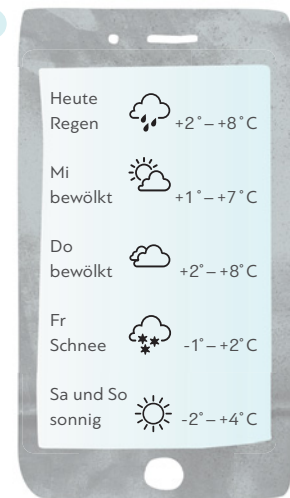 Heute
Regen +2°– +8°C
Mi
bewölkt +1°– +7°C
Do
bewölkt +2°– +8°C
Fr
Schnee -1°– +2°C
Sa und So
sonnig -2°– +4°C